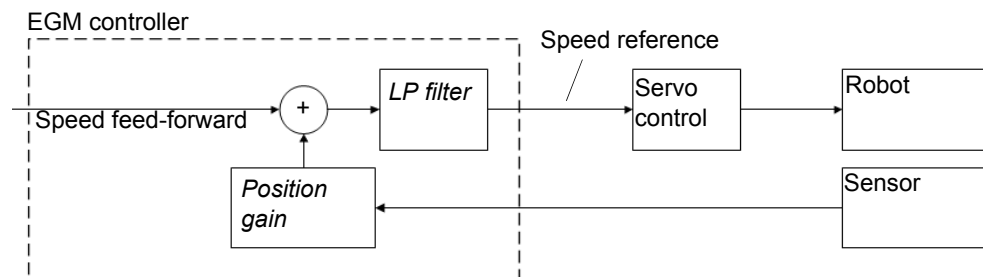 EGM controller
Speed reference
LP filter
Servo
control
Robot
+
Speed feed-forward
Position
gain
Sensor